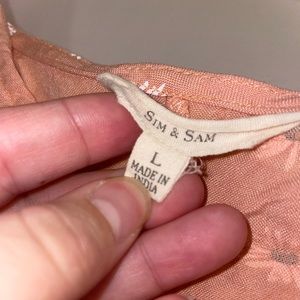 SIM & SAM
L
MADE IN
INDIA